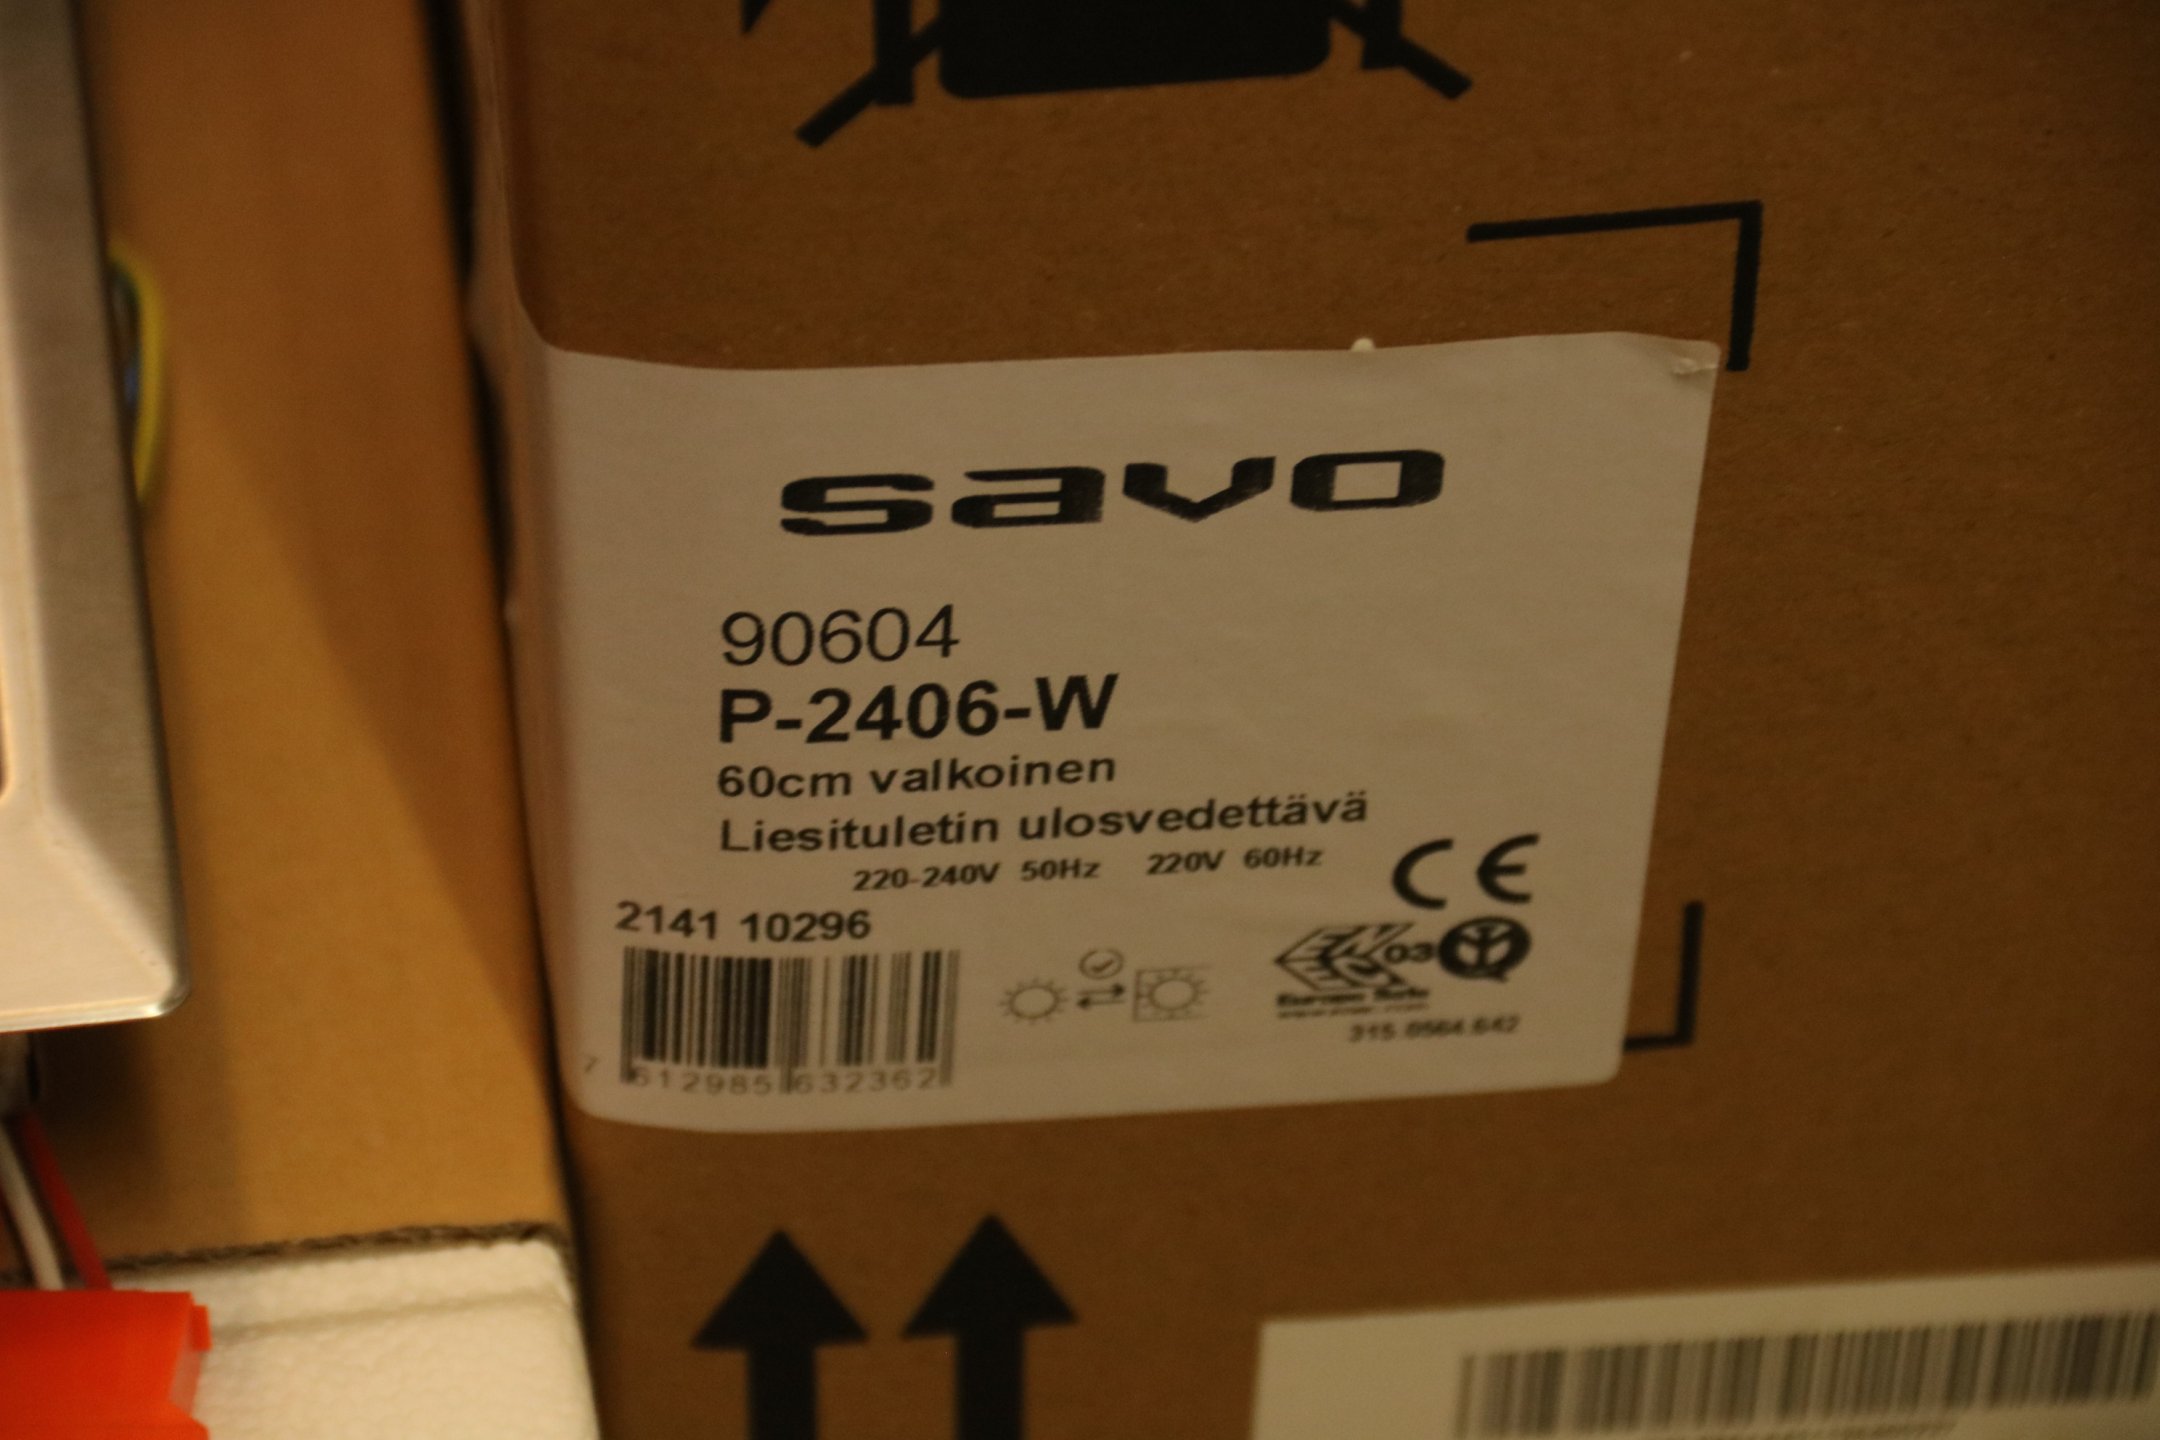 savo
90604
P-2406-W
60cm valkoinen
Liesituletin ulosvedettävä
220-240V 50Hz 220V 60Hz
CE
2141 10296
03
315.0564.642
7 612985 632362